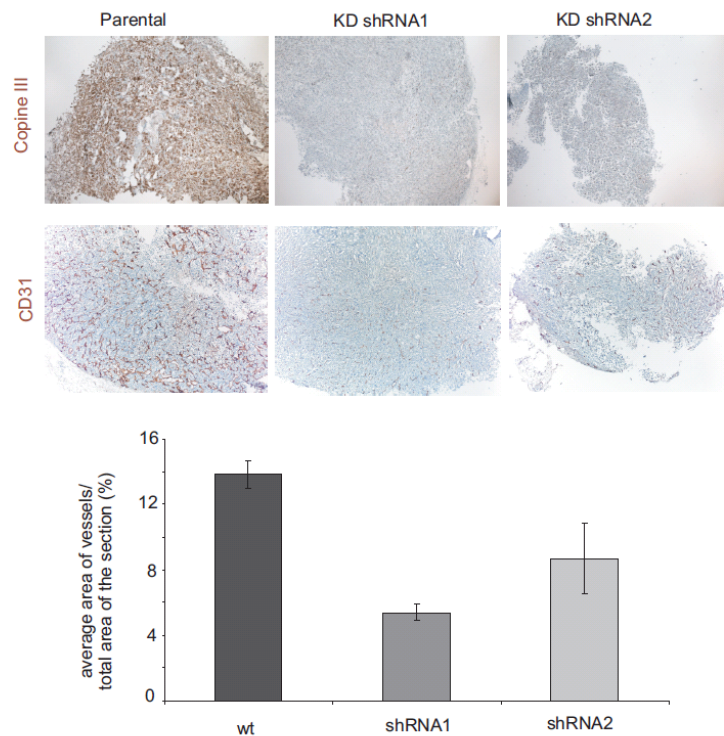 Parental KD shRNA1 KD shRNA2
Copine III
CD31
average area of vessels/
total area of the section (%)
16
12
8
4
0
wt shRNA1 shRNA2